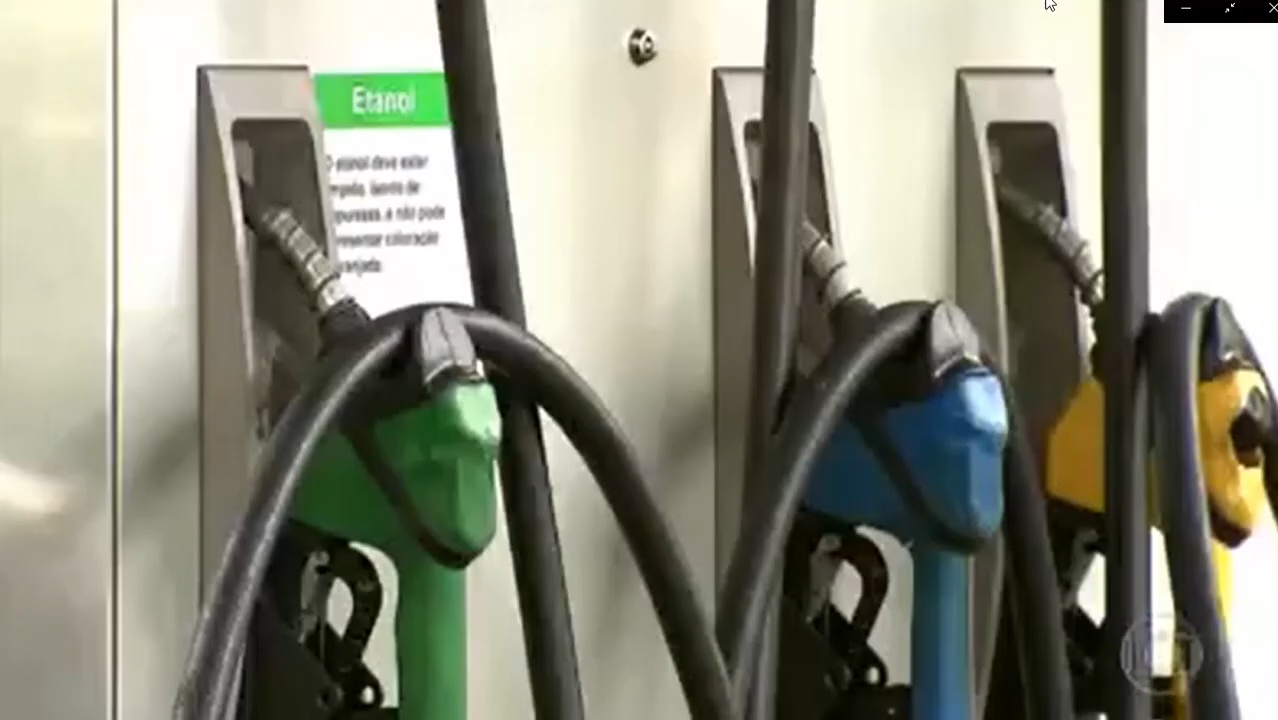 Etanol
O etanol deve estar
límpido, isento de
impurezas, e não pode
apresentar coloração
alaranjada.